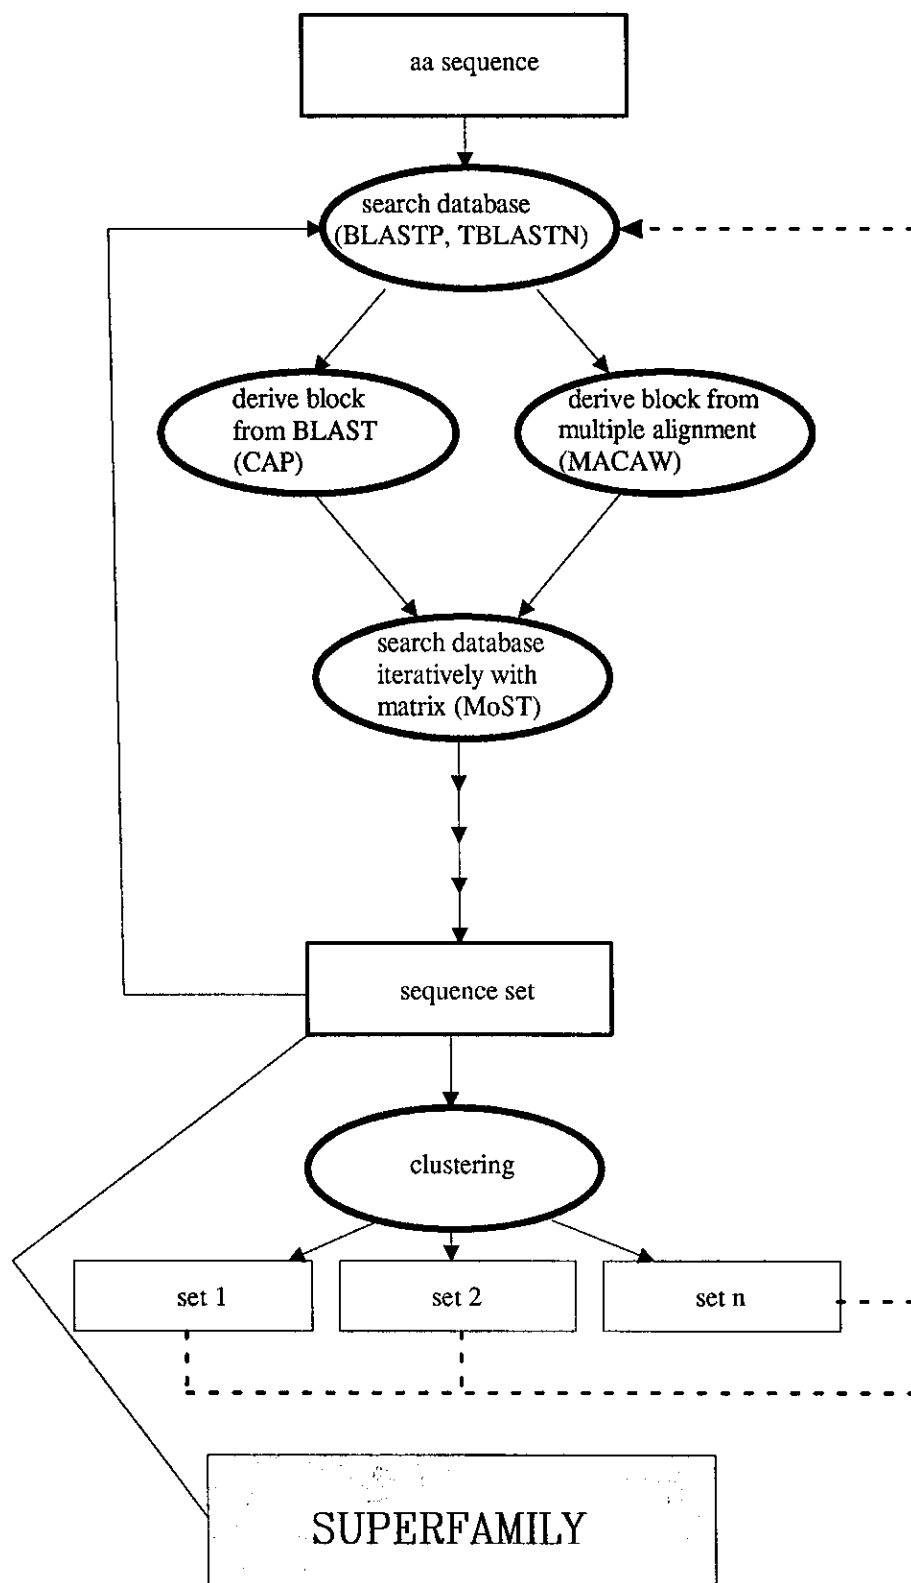 aa sequence
search database
(BLASTP, TBLASTN)
derive block
from BLAST
(CAP)
derive block from
multiple alignment
(MACAW)
search database
iteratively with
matrix (MoST)
sequence set
clustering
set 1
set 2
set n
SUPERFAMILY